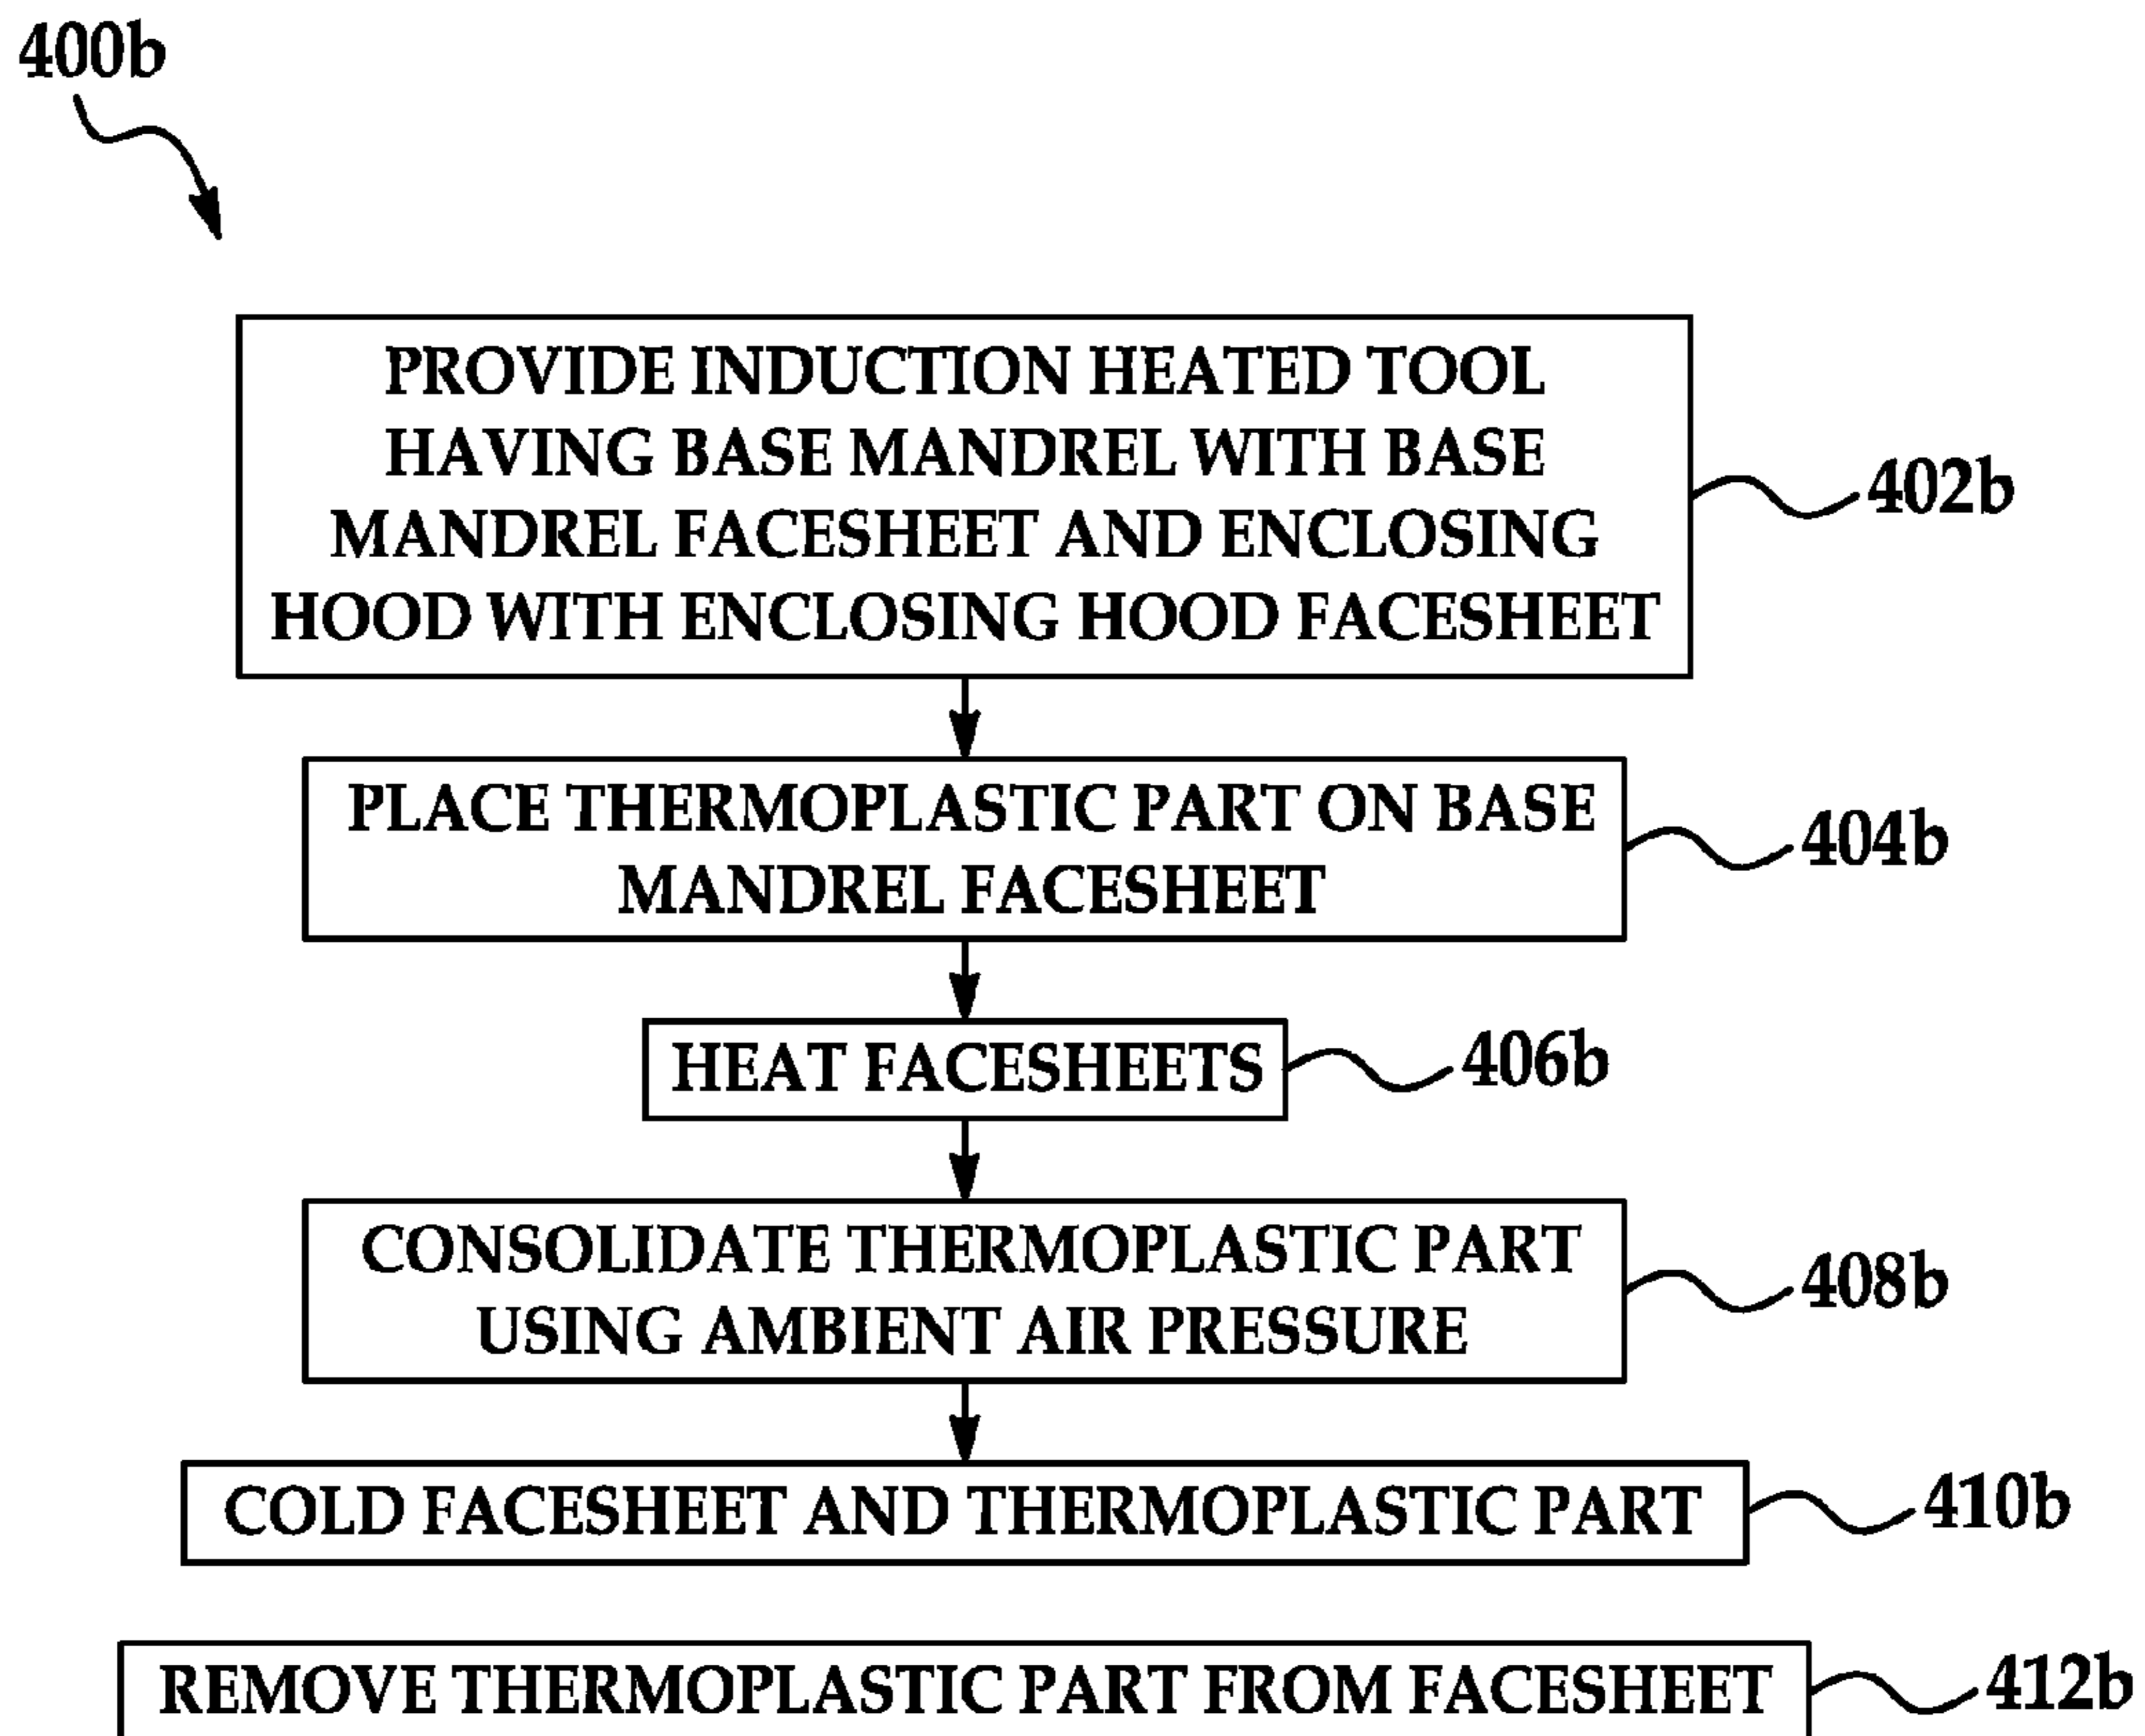 400b
PROVIDE INDUCTION HEATED TOOL
HAVING BASE MANDREL WITH BASE
MANDREL FACESHEET AND ENCLOSING
HOOD WITH ENCLOSING HOOD FACESHEET
402b
PLACE THERMOPLASTIC PART ON BASE
MANDREL FACESHEET
404b
HEAT FACESHEETS
406b
CONSOLIDATE THERMOPLASTIC PART
USING AMBIENT AIR PRESSURE
408b
COLD FACESHEET AND THERMOPLASTIC PART
410b
REMOVE THERMOPLASTIC PART FROM FACESHEET
412b